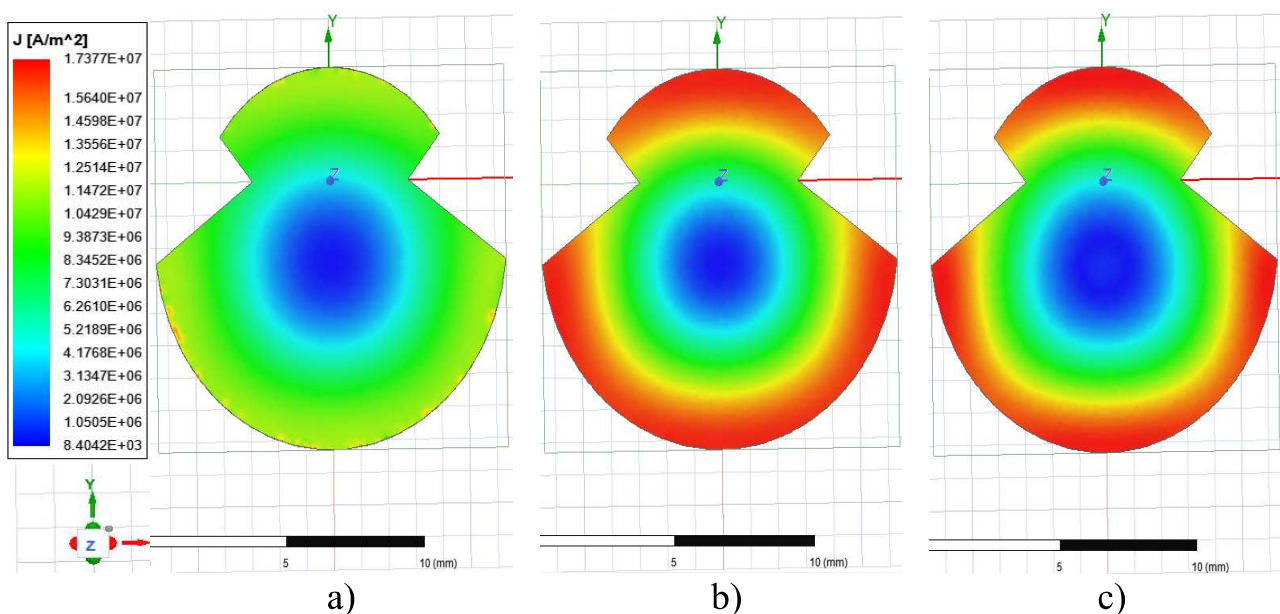 J [A/m^2]
1.7377E+07
1.5640E+07
1.4598E+07
1.3556E+07
1.2514E+07
1.1472E+07
1.0429E+07
9.3873E+06
8.3452E+06
7.3031E+06
6.2610E+06
5.2189E+06
4.1768E+06
3.1347E+06
2.0926E+06
1.0505E+06
8.4042E+03
Y
Z
Y
Z
Y
Z
Y
Z
5 10 (mm)
5 10 (mm)
5 10 (mm)
a) b) c)